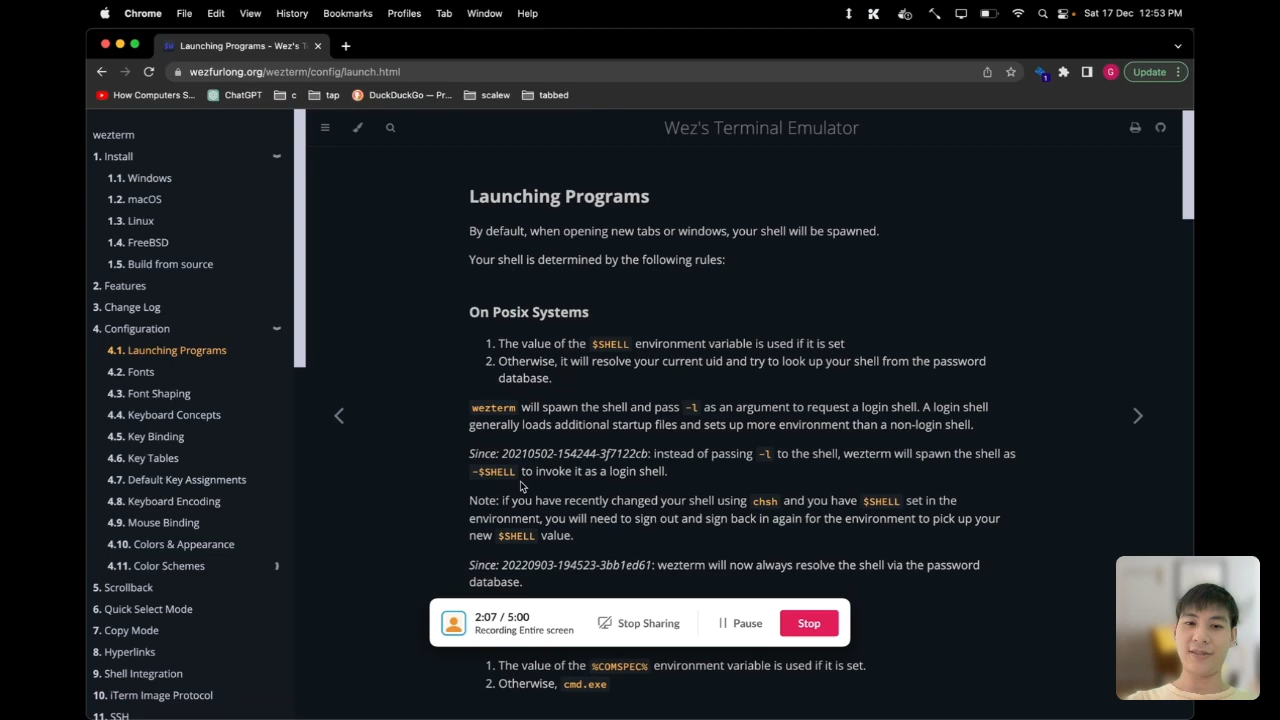 Chrome File Edit View History Bookmarks Profiles Tab Window Help Sat 17 Dec 12:53 PM
Launching Programs - Wez's T
wezfurlong.org/wezterm/config/launch.html 1 G Update
How Computers S... ChatGPT c tap DuckDuckGo — Pr... scalew tabbed
wezterm
1. Install
1.1. Windows
1.2. macOS
1.3. Linux
1.4. FreeBSD
1.5. Build from source
2. Features
3. Change Log
4. Configuration
4.1. Launching Programs
4.2. Fonts
4.3. Font Shaping
4.4. Keyboard Concepts
4.5. Key Binding
4.6. Key Tables
4.7. Default Key Assignments
4.8. Keyboard Encoding
4.9. Mouse Binding
4.10. Colors & Appearance
4.11. Color Schemes
5. Scrollback
6. Quick Select Mode
7. Copy Mode
8. Hyperlinks
9. Shell Integration
10. iTerm Image Protocol
11. SSH
Wez's Terminal Emulator
Launching Programs
By default, when opening new tabs or windows, your shell will be spawned.
Your shell is determined by the following rules:
On Posix Systems
1. The value of the $SHELL environment variable is used if it is set
2. Otherwise, it will resolve your current uid and try to look up your shell from the password
database.
wezterm will spawn the shell and pass -l as an argument to request a login shell. A login shell
generally loads additional startup files and sets up more environment than a non-login shell.
Since: 20210502-154244-3f7122cb: instead of passing -l to the shell, wezterm will spawn the shell as
-$SHELL to invoke it as a login shell.
Note: if you have recently changed your shell using chsh and you have $SHELL set in the
environment, you will need to sign out and sign back in again for the environment to pick up your
new $SHELL value.
Since: 20220903-194523-3bb1ed61: wezterm will now always resolve the shell via the password
database.
2:07 / 5:00
Recording Entire screen
Stop Sharing Pause Stop
1. The value of the %COMSPEC% environment variable is used if it is set.
2. Otherwise, cmd.exe